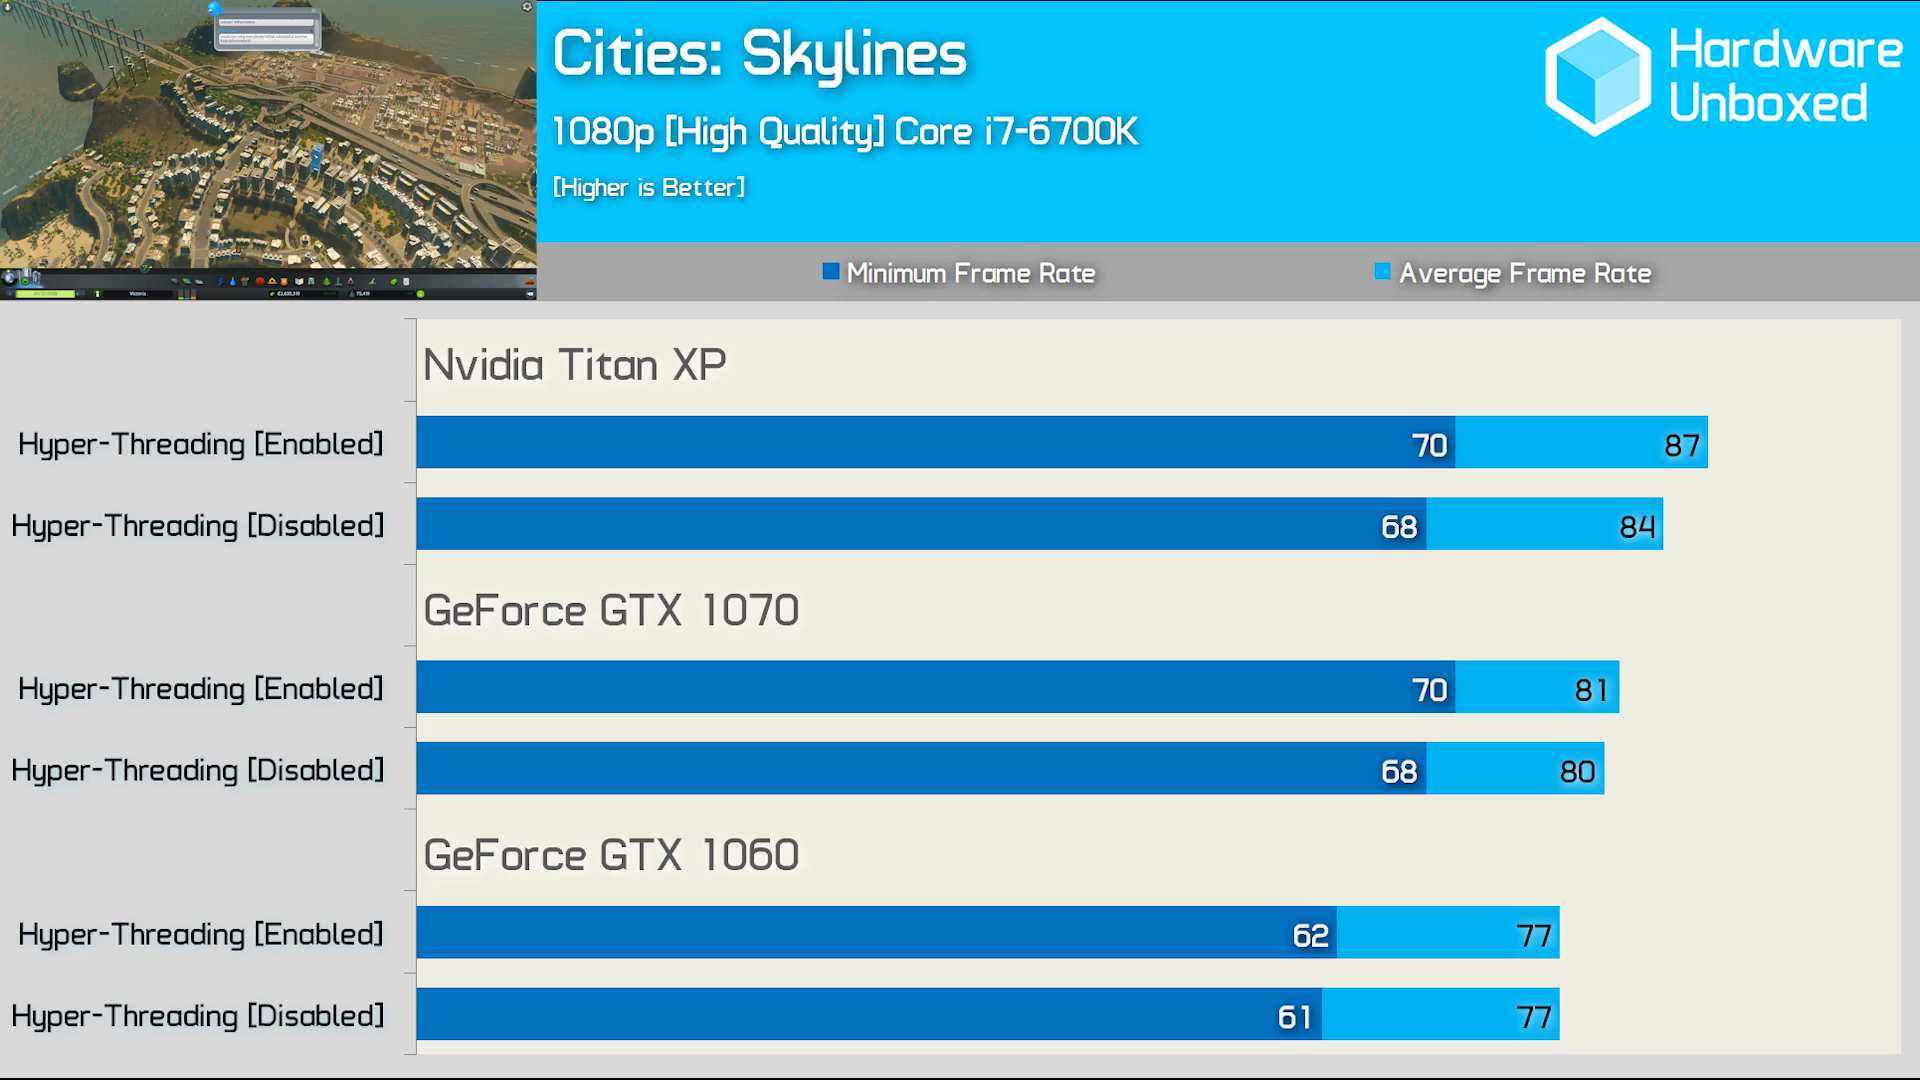 Cities: Skylines
1080p [High Quality] Core i7-6700K
[Higher is Better]
Hardware
Unboxed
Minimum Frame Rate
Average Frame Rate
Nvidia Titan XP
Hyper-Threading [Enabled]
70
87
Hyper-Threading [Disabled]
68
84
GeForce GTX 1070
Hyper-Threading [Enabled]
70
81
Hyper-Threading [Disabled]
68
80
GeForce GTX 1060
Hyper-Threading [Enabled]
62
77
Hyper-Threading [Disabled]
61
77